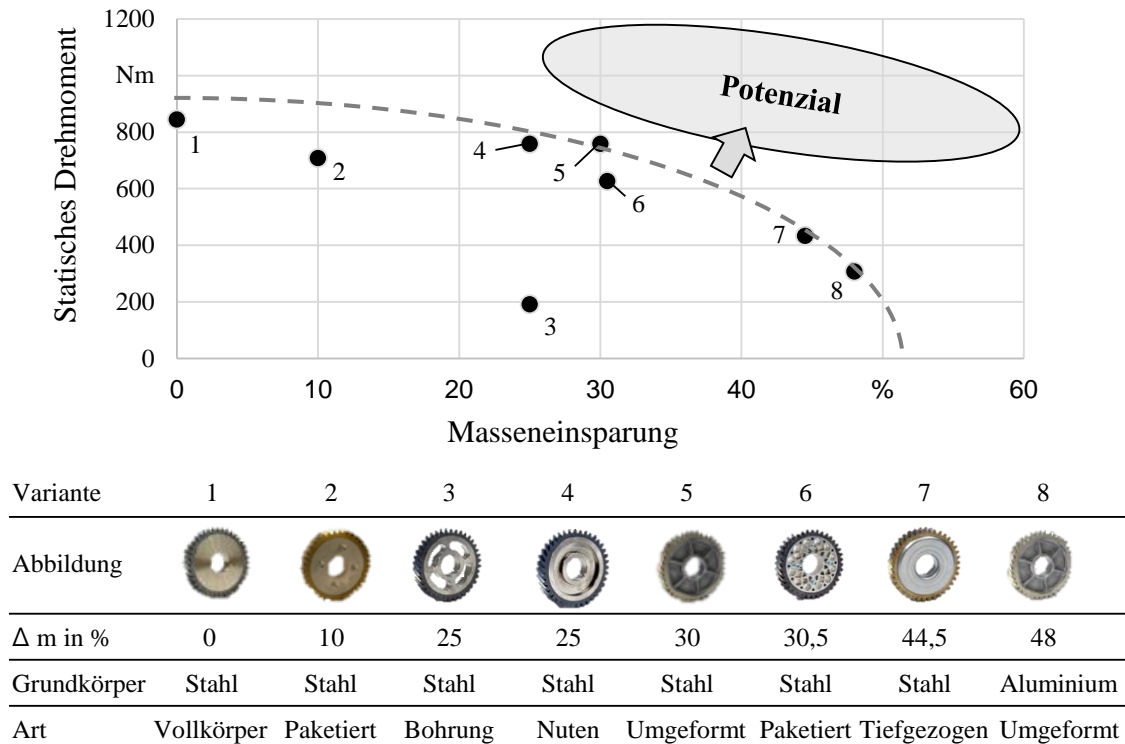 1200
Nm
800
600
400
200
0
Statisches Drehmoment
Potenzial
1
2
3
4
5
6
7
8
0 10 20 30 40 % 60
Masseneinsparung
Variante 1 2 3 4 5 6 7 8
Abbildung
Δ m in % 0 10 25 25 30 30,5 44,5 48
Grundkörper Stahl Stahl Stahl Stahl Stahl Stahl Stahl Aluminium
Art Vollkörper Paketiert Bohrung Nuten Umgeformt Paketiert Tiefgezogen Umgeformt